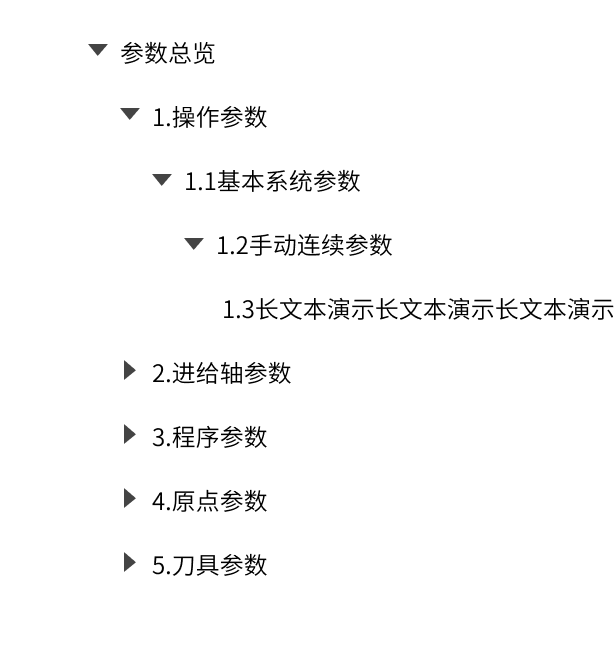 参数总览
1.操作参数
1.1基本系统参数
1.2手动连续参数
1.3长文本演示长文本演示长文本演示
2.进给轴参数
3.程序参数
4.原点参数
5.刀具参数